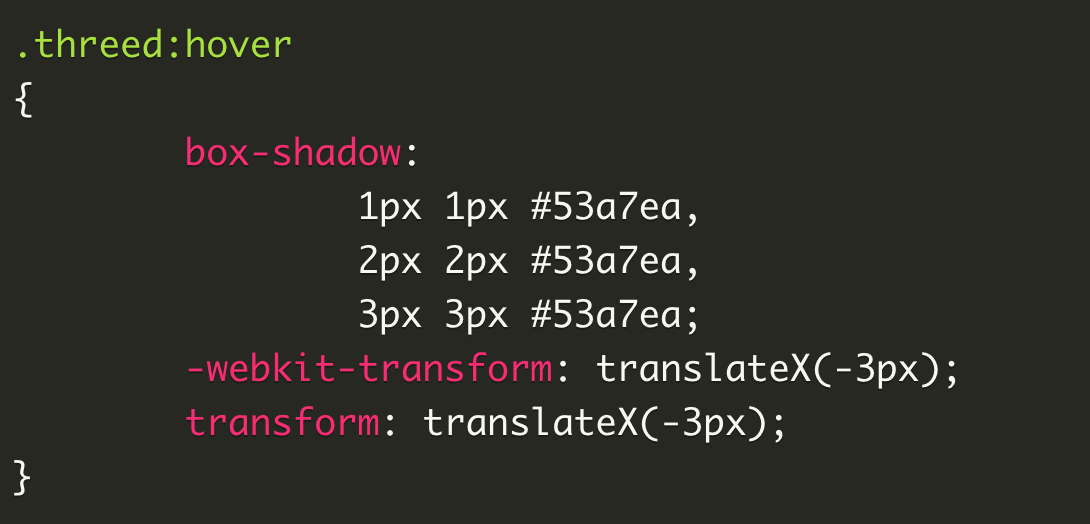 .threed:hover
{
box-shadow:
1px 1px #53a7ea,
2px 2px #53a7ea,
3px 3px #53a7ea;
-webkit-transform: translateX(-3px);
transform: translateX(-3px);
}